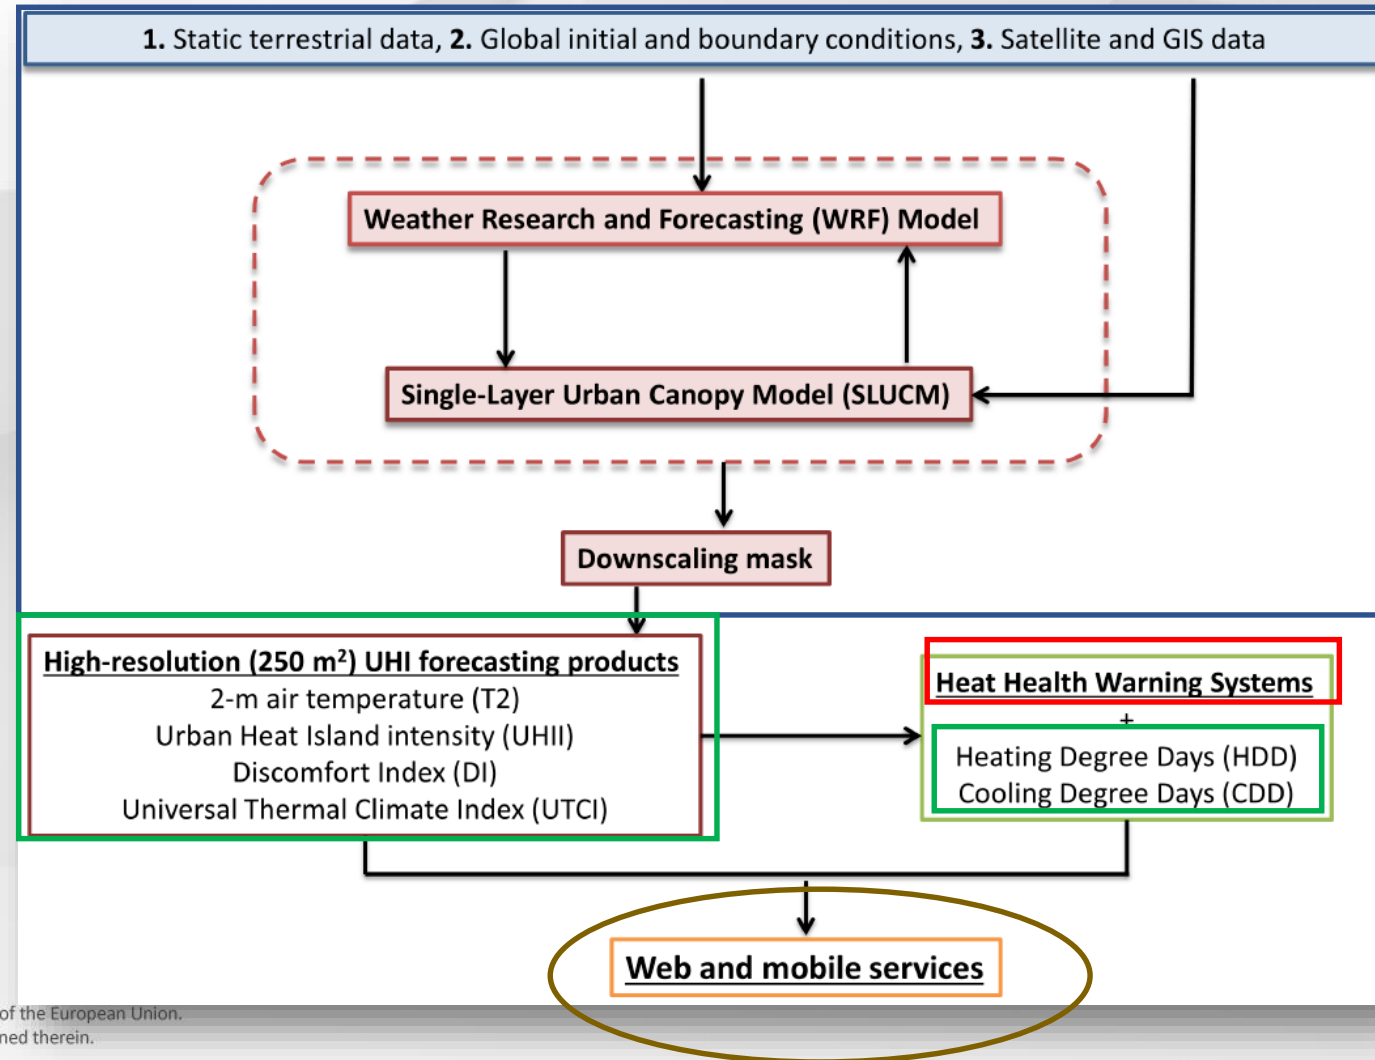 1. Static terrestrial data, 2. Global initial and boundary conditions, 3. Satellite and GIS data
Weather Research and Forecasting (WRF) Model
Single-Layer Urban Canopy Model (SLUCM)
Downscaling mask
High-resolution (250 m²) UHI forecasting products
2-m air temperature (T2)
Urban Heat Island intensity (UHII)
Discomfort Index (DI)
Universal Thermal Climate Index (UTCI)
Heat Health Warning Systems
+
Heating Degree Days (HDD)
Cooling Degree Days (CDD)
Web and mobile services
of the European Union.
ned therein.